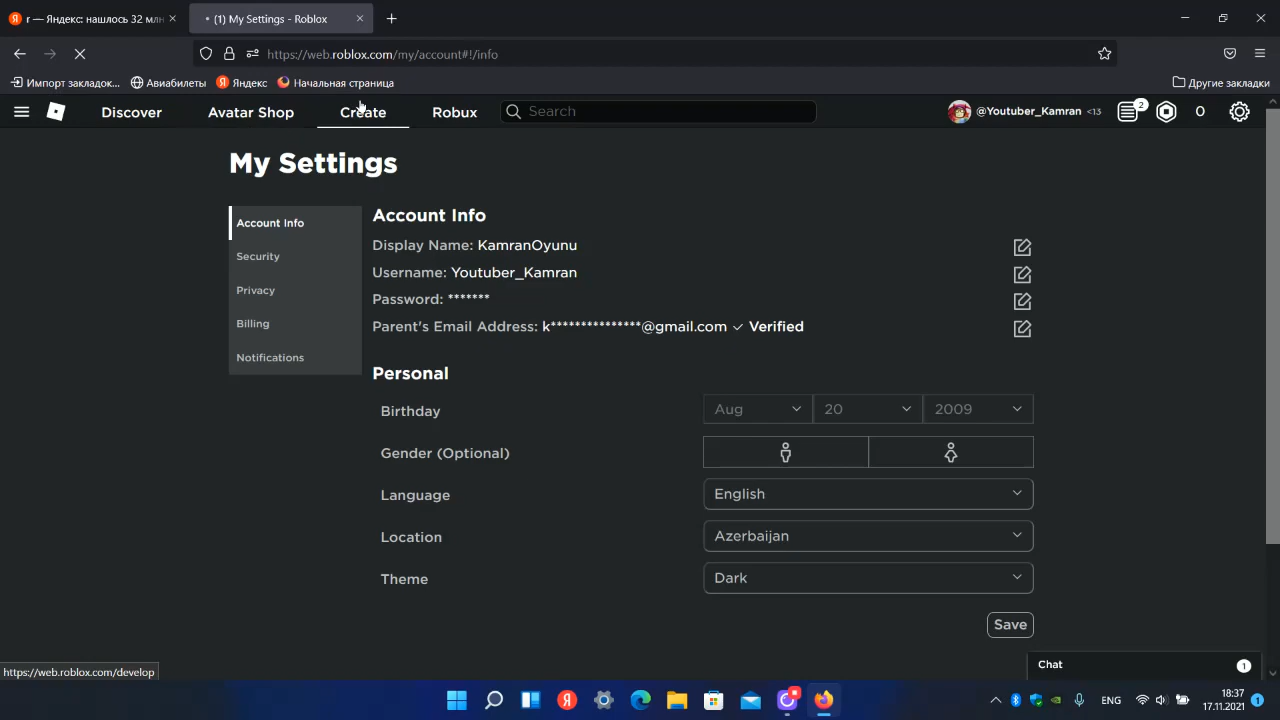 r — Яндекс: нашлось 32 млн
(1) My Settings - Roblox
https://web.roblox.com/my/account#!/info
Импорт закладок...
Авиабилеты
Яндекс
Начальная страница
Другие закладки
Discover
Avatar Shop
Create
Robux
Search
@Youtuber_Kamran <13
2
0
My Settings
Account Info
Security
Privacy
Billing
Notifications
Account Info
Display Name: KamranOyunu
Username: Youtuber_Kamran
Password: *******
Parent's Email Address: k***************@gmail.com ✓ Verified
Personal
Birthday
Aug 20 2009
Gender (Optional)
Language
English
Location
Azerbaijan
Theme
Dark
Save
Chat 1
https://web.roblox.com/develop
ENG
18:37
17.11.2021
1